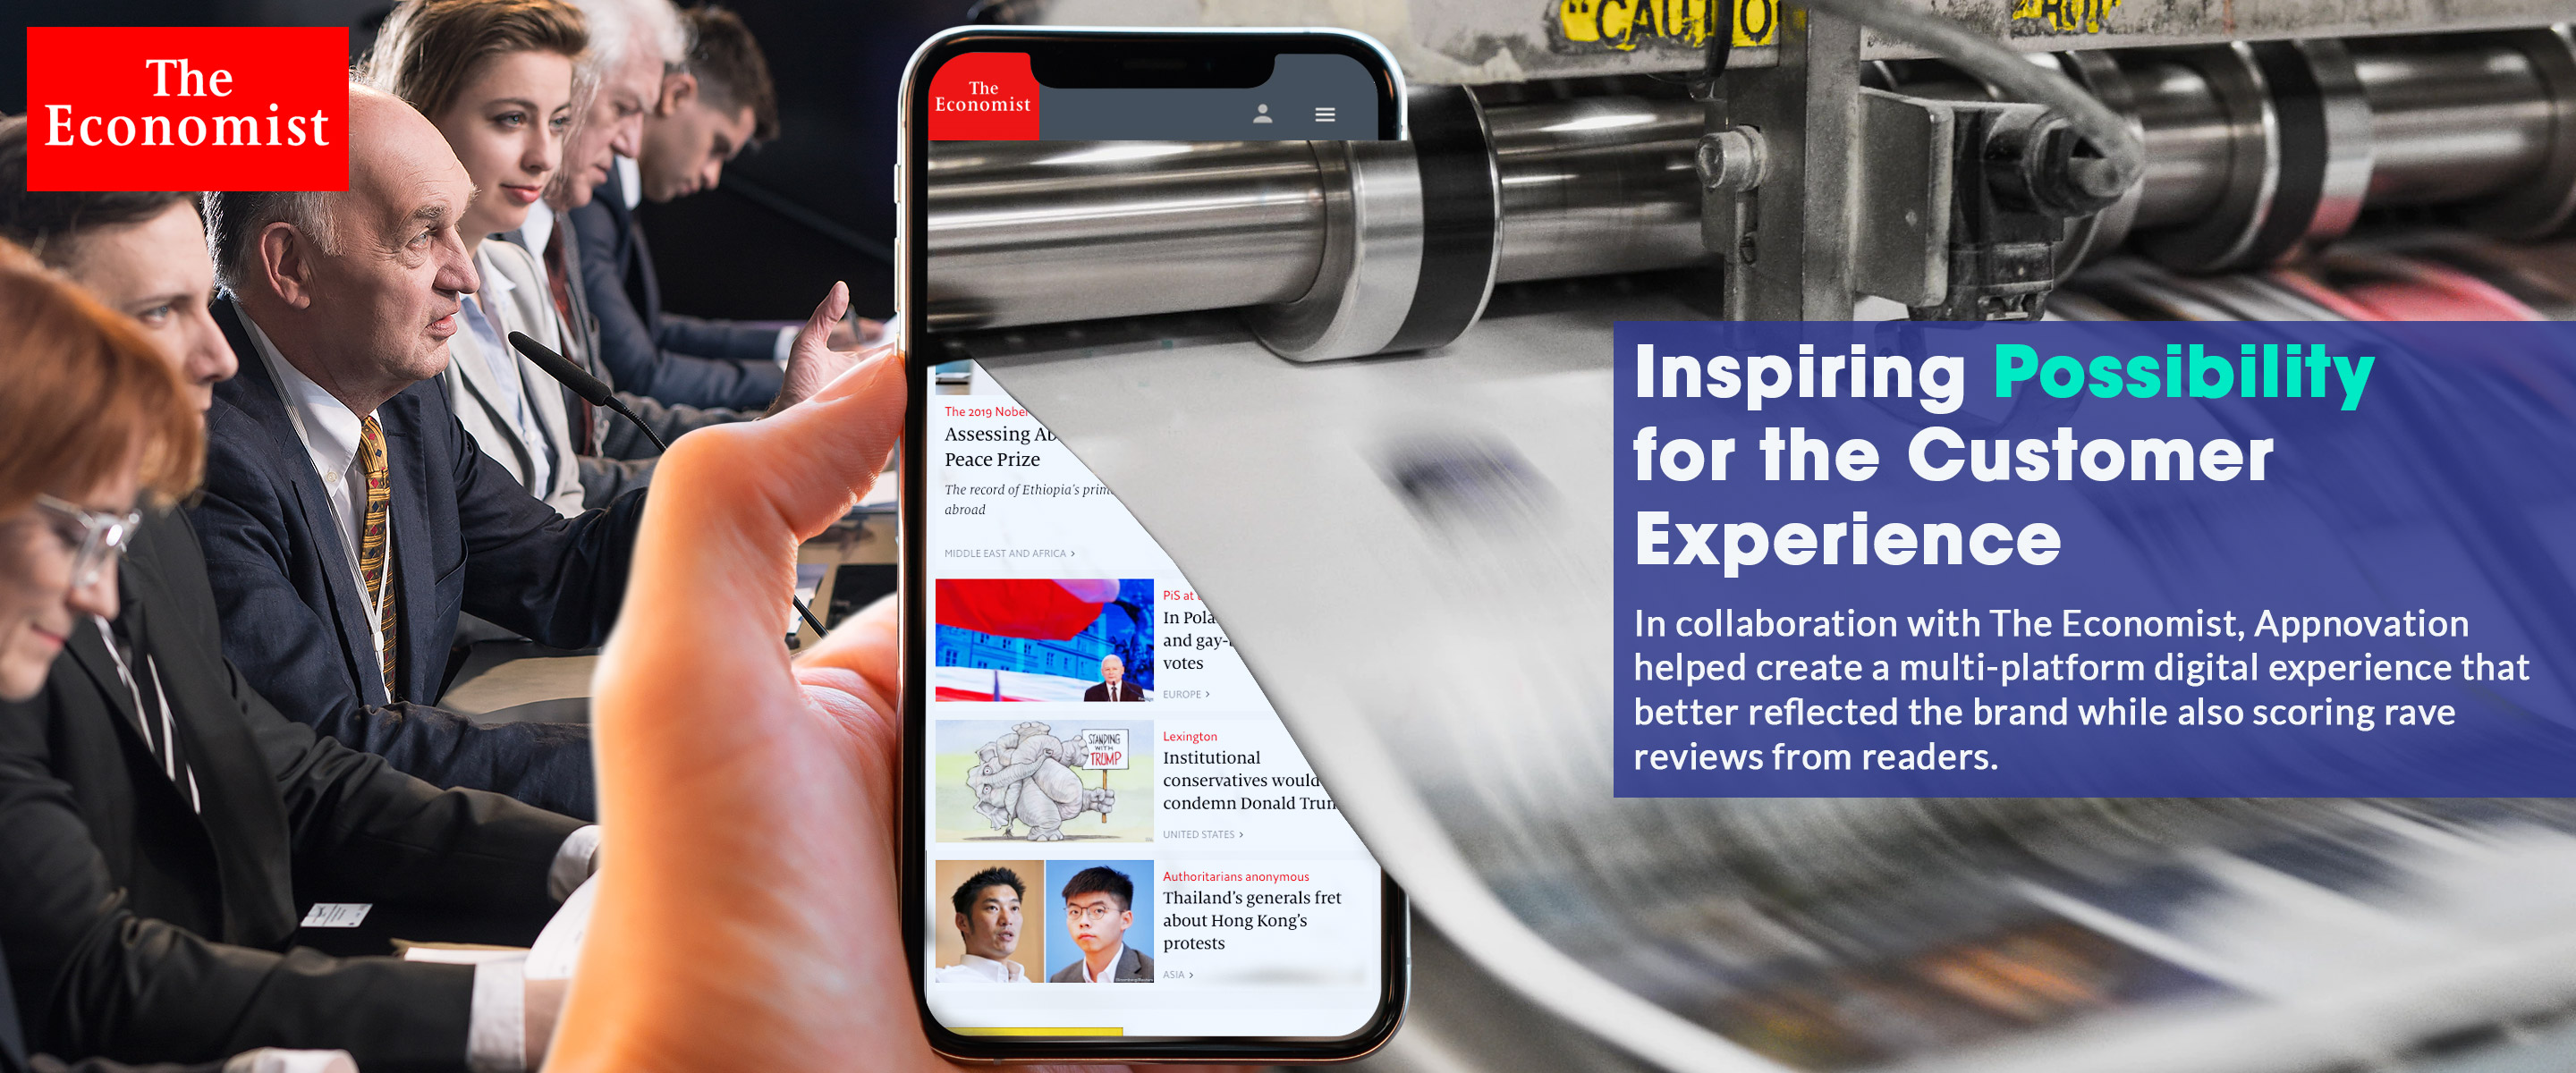 The
Economist
The
Economist
"CAUTIO
The 2019 Nobel
Assessing
Peace Prize
The record of Ethiopia's
abroad
MIDDLE EAST AND AFRICA >
PiS at
In
and
votes
EUROPE >
STANDING
WITH
TRUMP
Lexington
Institutional
conservatives would
condemn Donald
UNITED STATES >
Authoritarians anonymous
Thailand's generals fret
about Hong Kong's
protests
ASIA >
Inspiring Possibility
for the Customer
Experience
In collaboration with The Economist, Appnovation
helped create a multi-platform digital experience that
better reflected the brand while also scoring rave
reviews from readers.